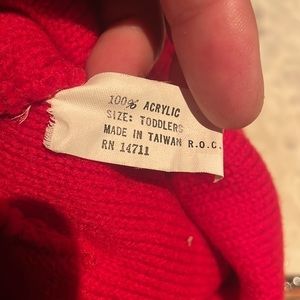 100% ACRYLIC
SIZE: TODDLERS
MADE IN TAIWAN R.O.C.
RN 14711